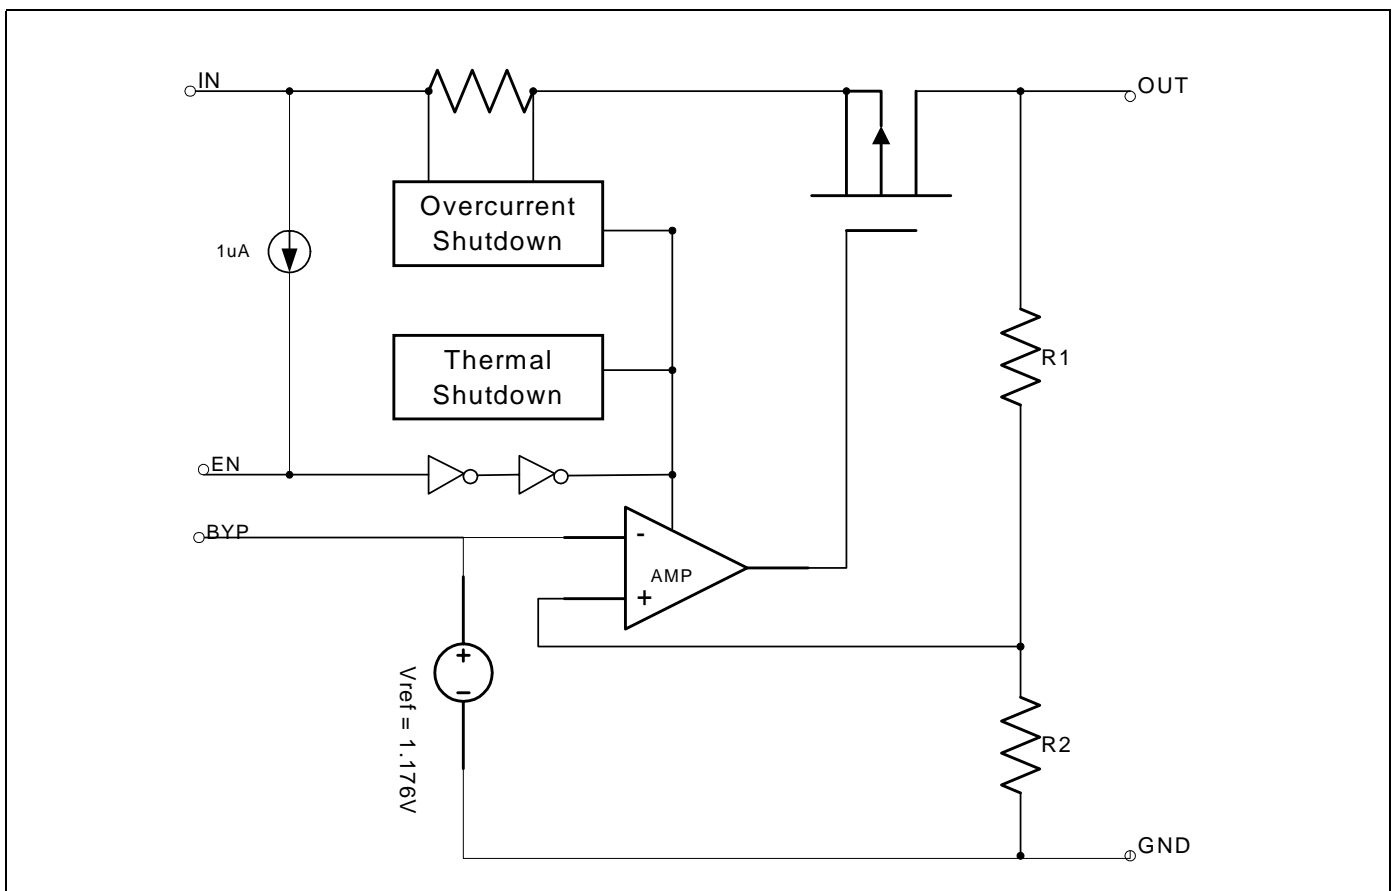 IN
OUT
Overcurrent
Shutdown
1uA
Thermal
Shutdown
R1
EN
BYP
-
AMP
+
+
-
Vref = 1.176V
R2
GND